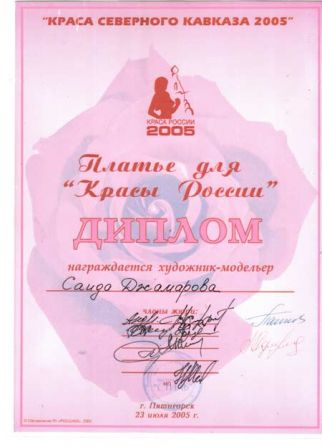 "КРАСА СЕВЕРНОГО КАВКАЗА 2005"
КРАСА РОССИИ
2005
Платье для
"Красы России"
ДИПЛОМ
награждается художник-модельер
Саида Джамарова
члены жюри:
г. Пятигорск
23 июля 2005 г.